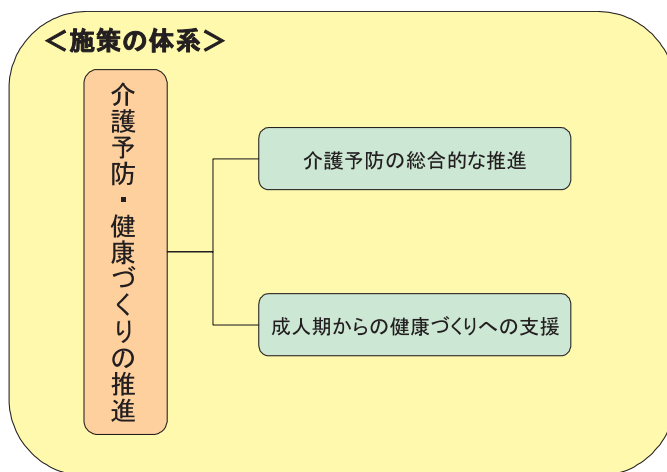 ＜施策の体系＞
介護予防・健康づくりの推進
介護予防の総合的な推進
成人期からの健康づくりへの支援